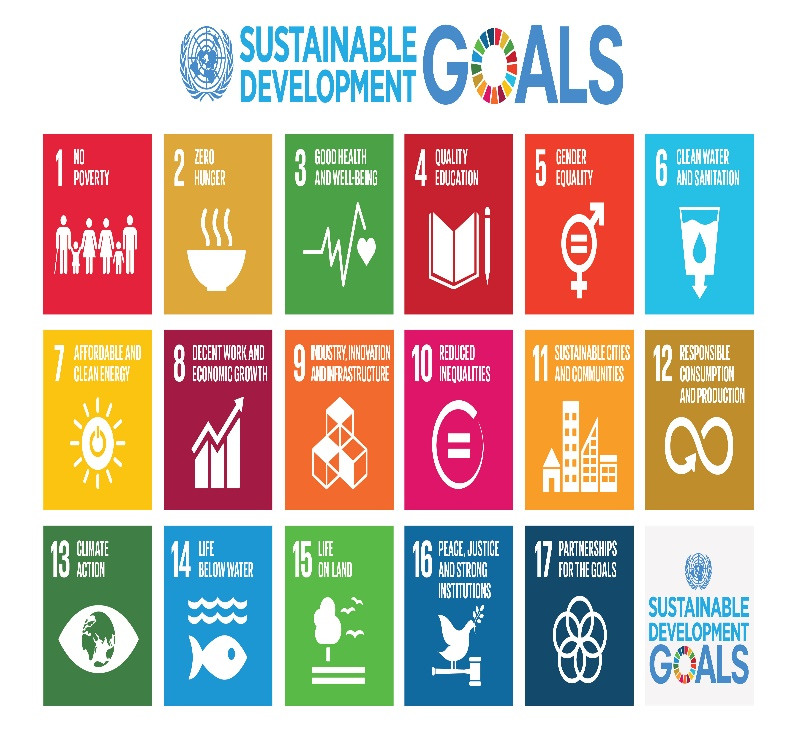 SUSTAINABLE
DEVELOPMENT
GOALS
1 NO
POVERTY
2 ZERO
HUNGER
3 GOOD HEALTH
AND WELL-BEING
4 QUALITY
EDUCATION
5 GENDER
EQUALITY
6 CLEAN WATER
AND SANITATION
7 AFFORDABLE AND
CLEAN ENERGY
8 DECENT WORK AND
ECONOMIC GROWTH
9 INDUSTRY, INNOVATION
AND INFRASTRUCTURE
10 REDUCED
INEQUALITIES
11 SUSTAINABLE CITIES
AND COMMUNITIES
12 RESPONSIBLE
CONSUMPTION
AND PRODUCTION
13 CLIMATE
ACTION
14 LIFE
BELOW WATER
15 LIFE
ON LAND
16 PEACE, JUSTICE
AND STRONG
INSTITUTIONS
17 PARTNERSHIPS
FOR THE GOALS
SUSTAINABLE
DEVELOPMENT
GOALS